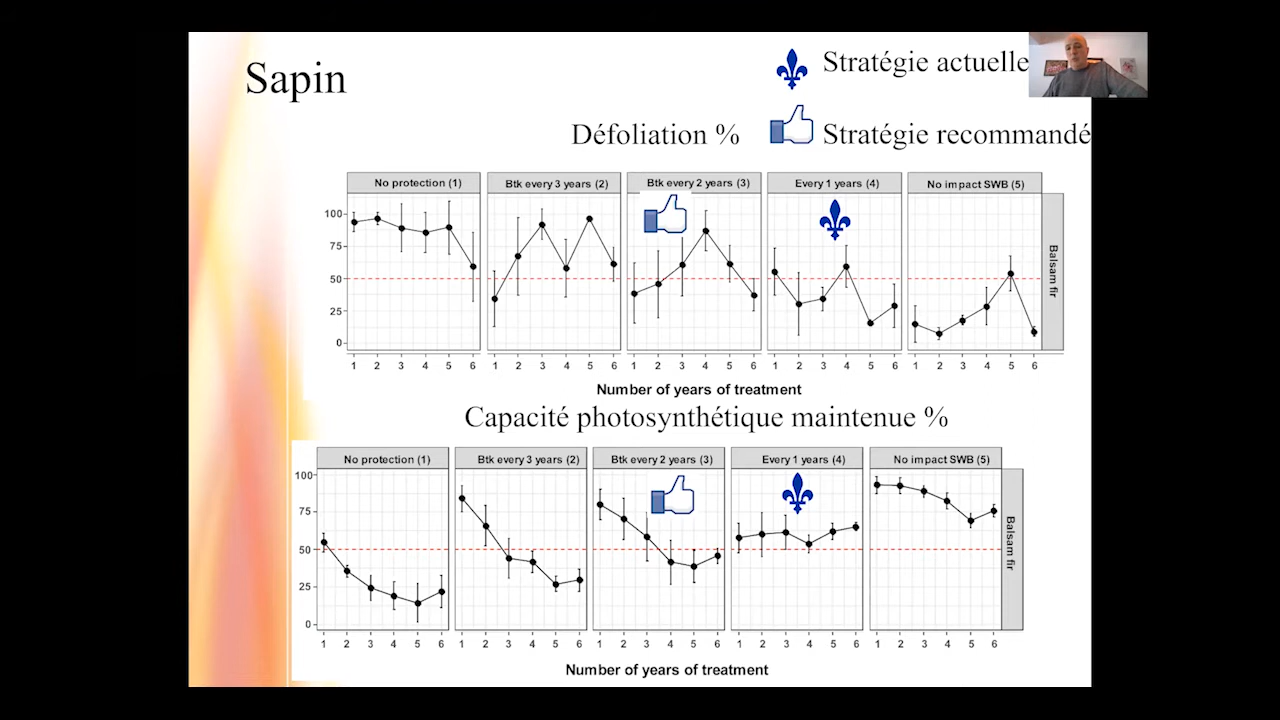 Sapin
Stratégie actuelle
Défoliation %
Stratégie recommandé
No protection (1) Btk every 3 years (2) Btk every 2 years (3) Every 1 years (4) No impact SWB (5)
100
75
50
25
0
Balsam fir
1 2 3 4 5 6 1 2 3 4 5 6 1 2 3 4 5 6 1 2 3 4 5 6 1 2 3 4 5 6
Number of years of treatment
Capacité photosynthétique maintenue %
No protection (1) Btk every 3 years (2) Btk every 2 years (3) Every 1 years (4) No impact SWB (5)
100
75
50
25
0
Balsam fir
1 2 3 4 5 6 1 2 3 4 5 6 1 2 3 4 5 6 1 2 3 4 5 6 1 2 3 4 5 6
Number of years of treatment